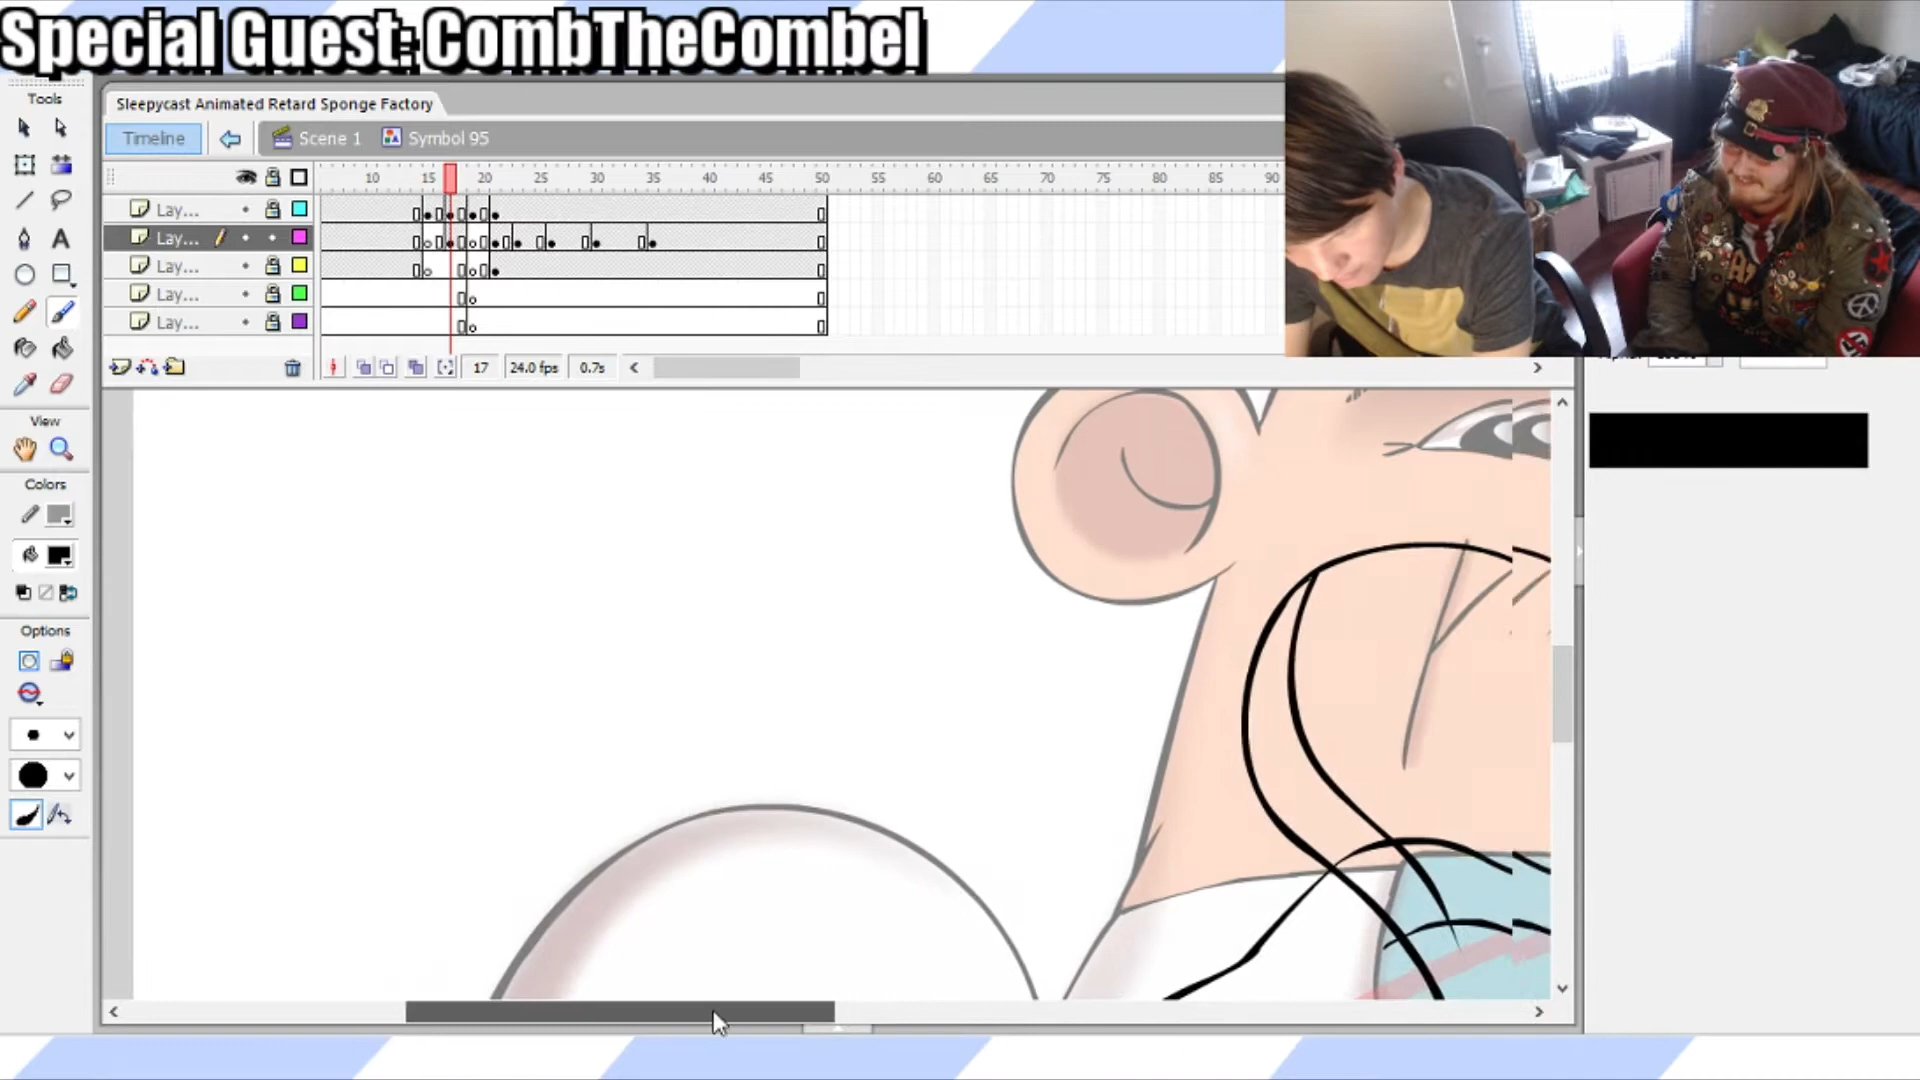 Special Guest: CombTheCombel
Tools
Sleepycast Animated Retard Sponge Factory
Timeline
Scene 1
Symbol 95
10 15 20 25 30 35 40 45 50 55 60 65 70 75 80 85 90
Lay...
Lay...
Lay...
Lay...
Lay...
17
24.0 fps
0.7s
View
Colors
Options
A